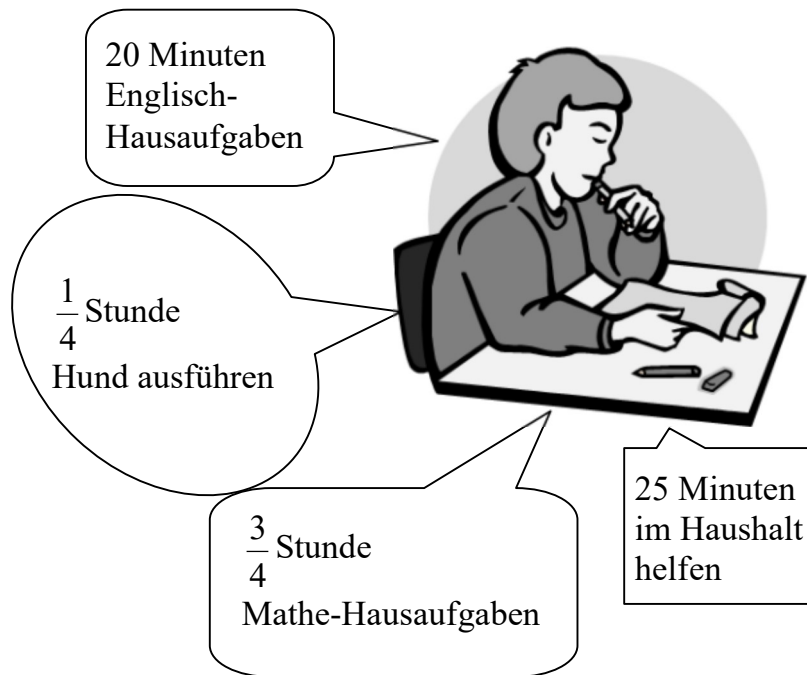 20 Minuten
Englisch-
Hausaufgaben
1/4 Stunde
Hund ausführen
3/4 Stunde
Mathe-Hausaufgaben
25 Minuten
im Haushalt
helfen